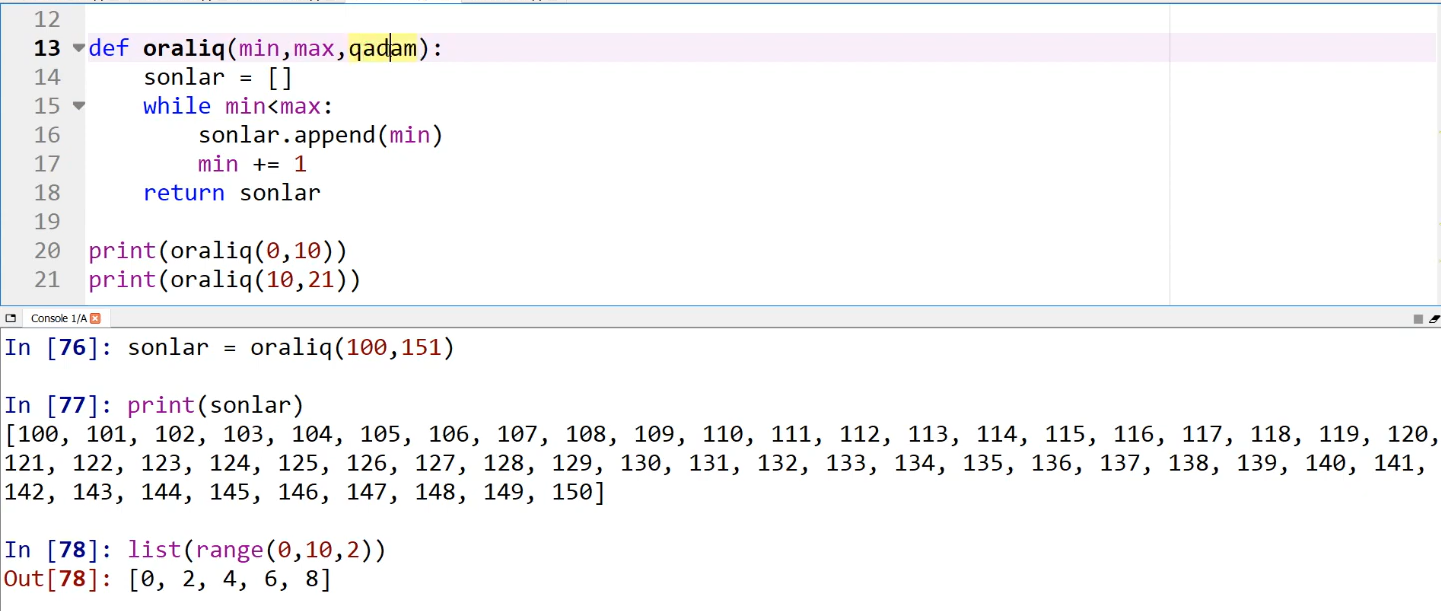 12
13 def oraliq(min,max,qadam):
14     sonlar = []
15     while min<max:
16         sonlar.append(min)
17         min += 1
18     return sonlar
19
20 print(oraliq(0,10))
21 print(oraliq(10,21))
Console 1/A
In [76]: sonlar = oraliq(100,151)
In [77]: print(sonlar)
[100, 101, 102, 103, 104, 105, 106, 107, 108, 109, 110, 111, 112, 113, 114, 115, 116, 117, 118, 119, 120,
121, 122, 123, 124, 125, 126, 127, 128, 129, 130, 131, 132, 133, 134, 135, 136, 137, 138, 139, 140, 141,
142, 143, 144, 145, 146, 147, 148, 149, 150]
In [78]: list(range(0,10,2))
Out[78]: [0, 2, 4, 6, 8]